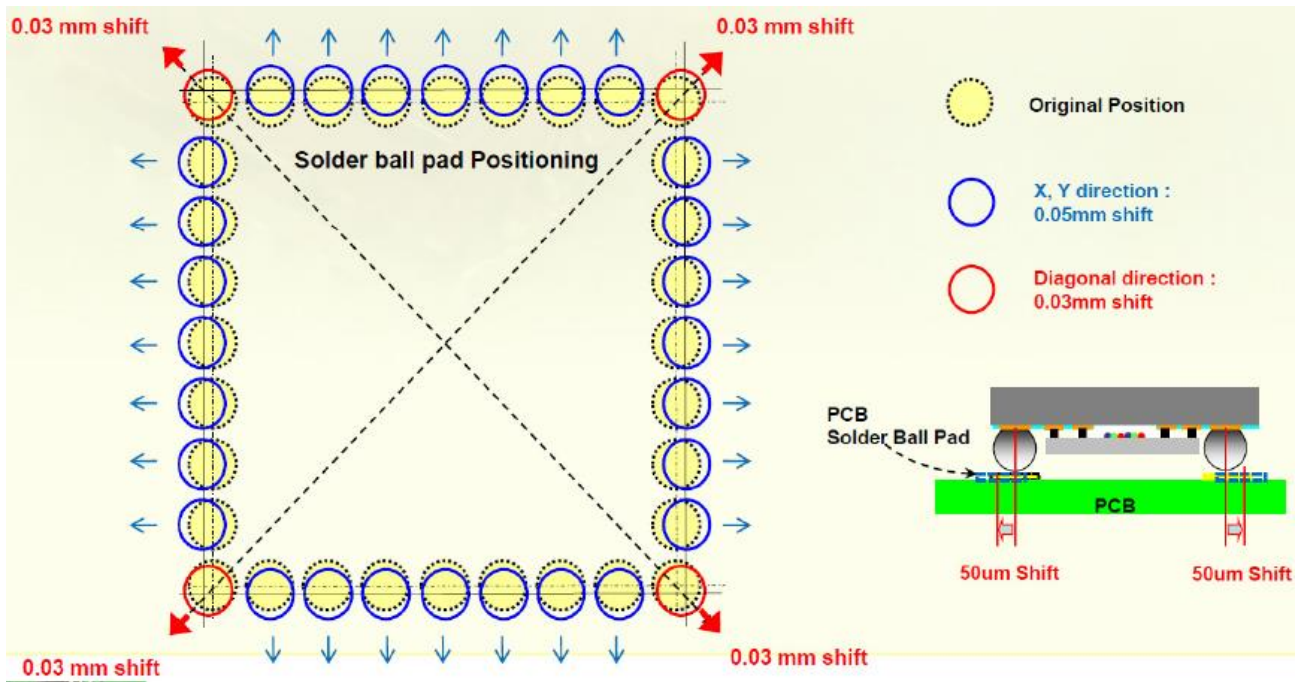 0.03 mm shift
0.03 mm shift
Solder ball pad Positioning
0.03 mm shift
0.03 mm shift
Original Position
X, Y direction :
0.05mm shift
Diagonal direction :
0.03mm shift
PCB
Solder Ball Pad
PCB
50um Shift
50um Shift